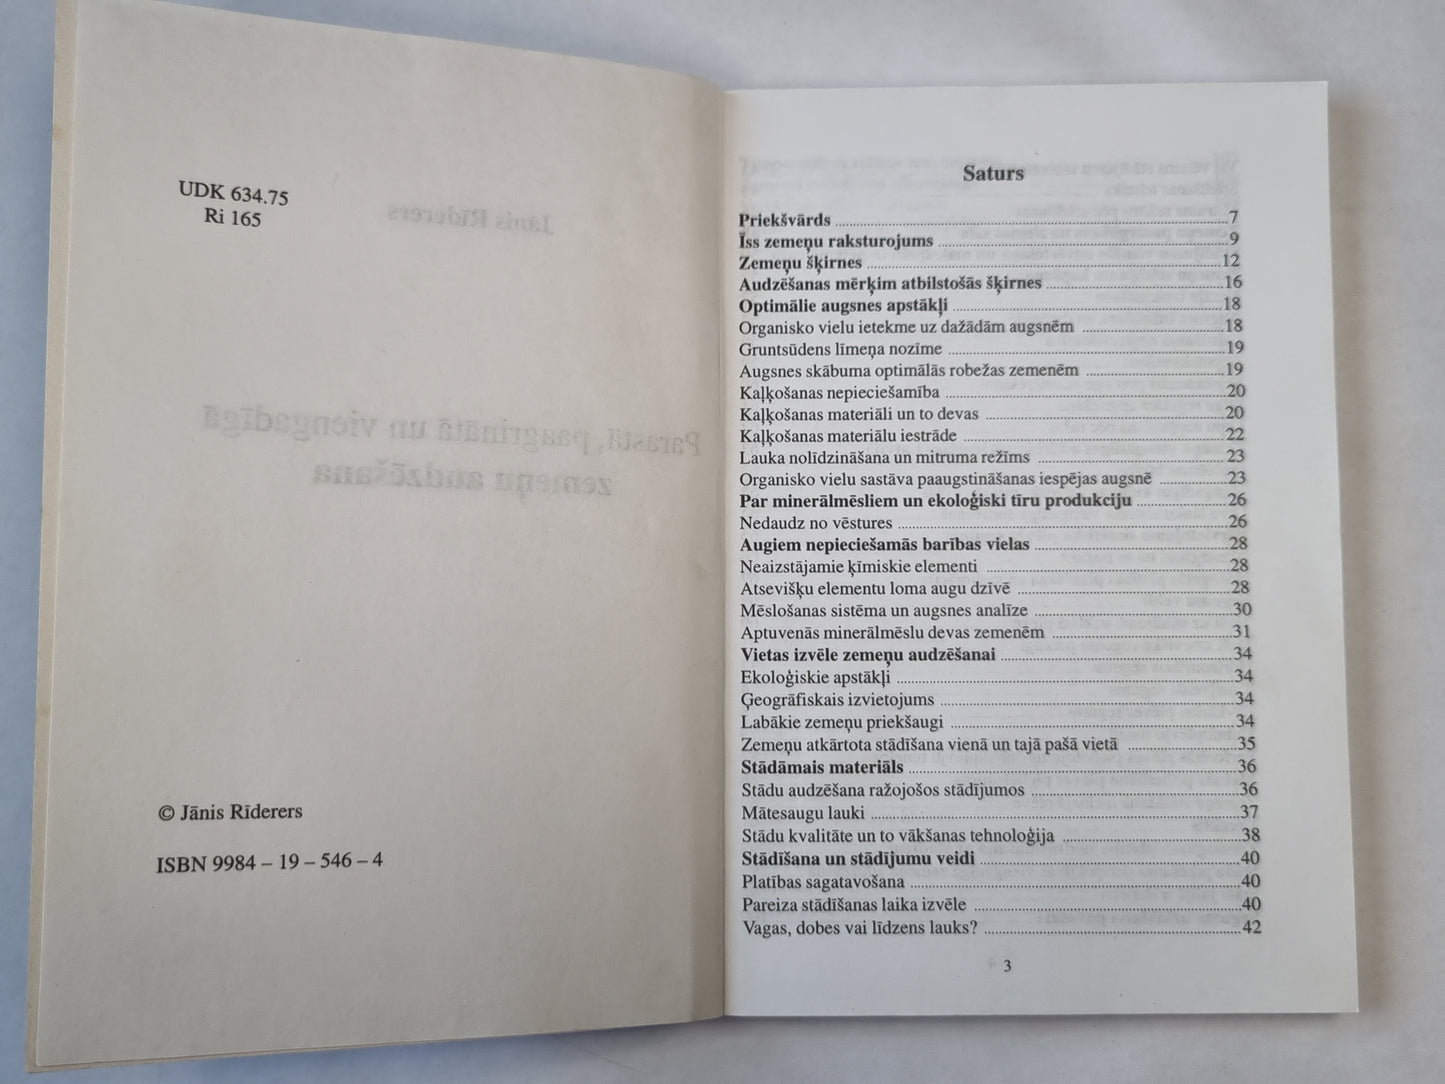 UDK 634.75
Ri 165
Jānis Rīderers
Parastā, paagrinātā un viengadīgā
zemeņu audzēšana
© Jānis Rīderers
ISBN 9984 – 19 – 546 – 4
Saturs
Priekšvārds 7
Īss zemeņu raksturojums 9
Zemeņu šķirnes 12
Audzēšanas mērķim atbilstošās šķirnes 16
Optimālie augsnes apstākļi 18
Organisko vielu ietekme uz dažādām augsnēm 18
Gruntsūdens līmeņa nozīme 19
Augsnes skābuma optimālās robežas zemenēm 19
Kaļķošanas nepieciešamība 20
Kaļķošanas materiāli un to devas 20
Kaļķošanas materiālu iestrāde 22
Lauka nolīdzināšana un mitruma režīms 23
Organisko vielu sastāva paaugstināšanas iespējas augsnē 23
Par minerālmēsliem un ekoloģiski tīru produkciju 26
Nedaudz no vēstures 26
Augiem nepieciešamās barības vielas 28
Neaizstājamie ķīmiskie elementi 28
Atsevišķu elementu loma augu dzīvē 28
Mēslošanas sistēma un augsnes analīze 30
Aptuvenās minerālmēslu devas zemenēm 31
Vietas izvēle zemeņu audzēšanai 34
Ekoloģiskie apstākļi 34
Ģeogrāfiskais izvietojums 34
Labākie zemeņu priekšaugi 34
Zemeņu atkārtota stādīšana vienā un tajā pašā vietā 35
Stādāmais materiāls 36
Stādu audzēšana ražojošos stādījumos 36
Mātesaugu lauki 37
Stādu kvalitāte un to vākšanas tehnoloģija 38
Stādīšana un stādījumu veidi 40
Platības sagatavošana 40
Pareiza stādīšanas laika izvēle 40
Vagas, dobes vai līdzens lauks? 42
3